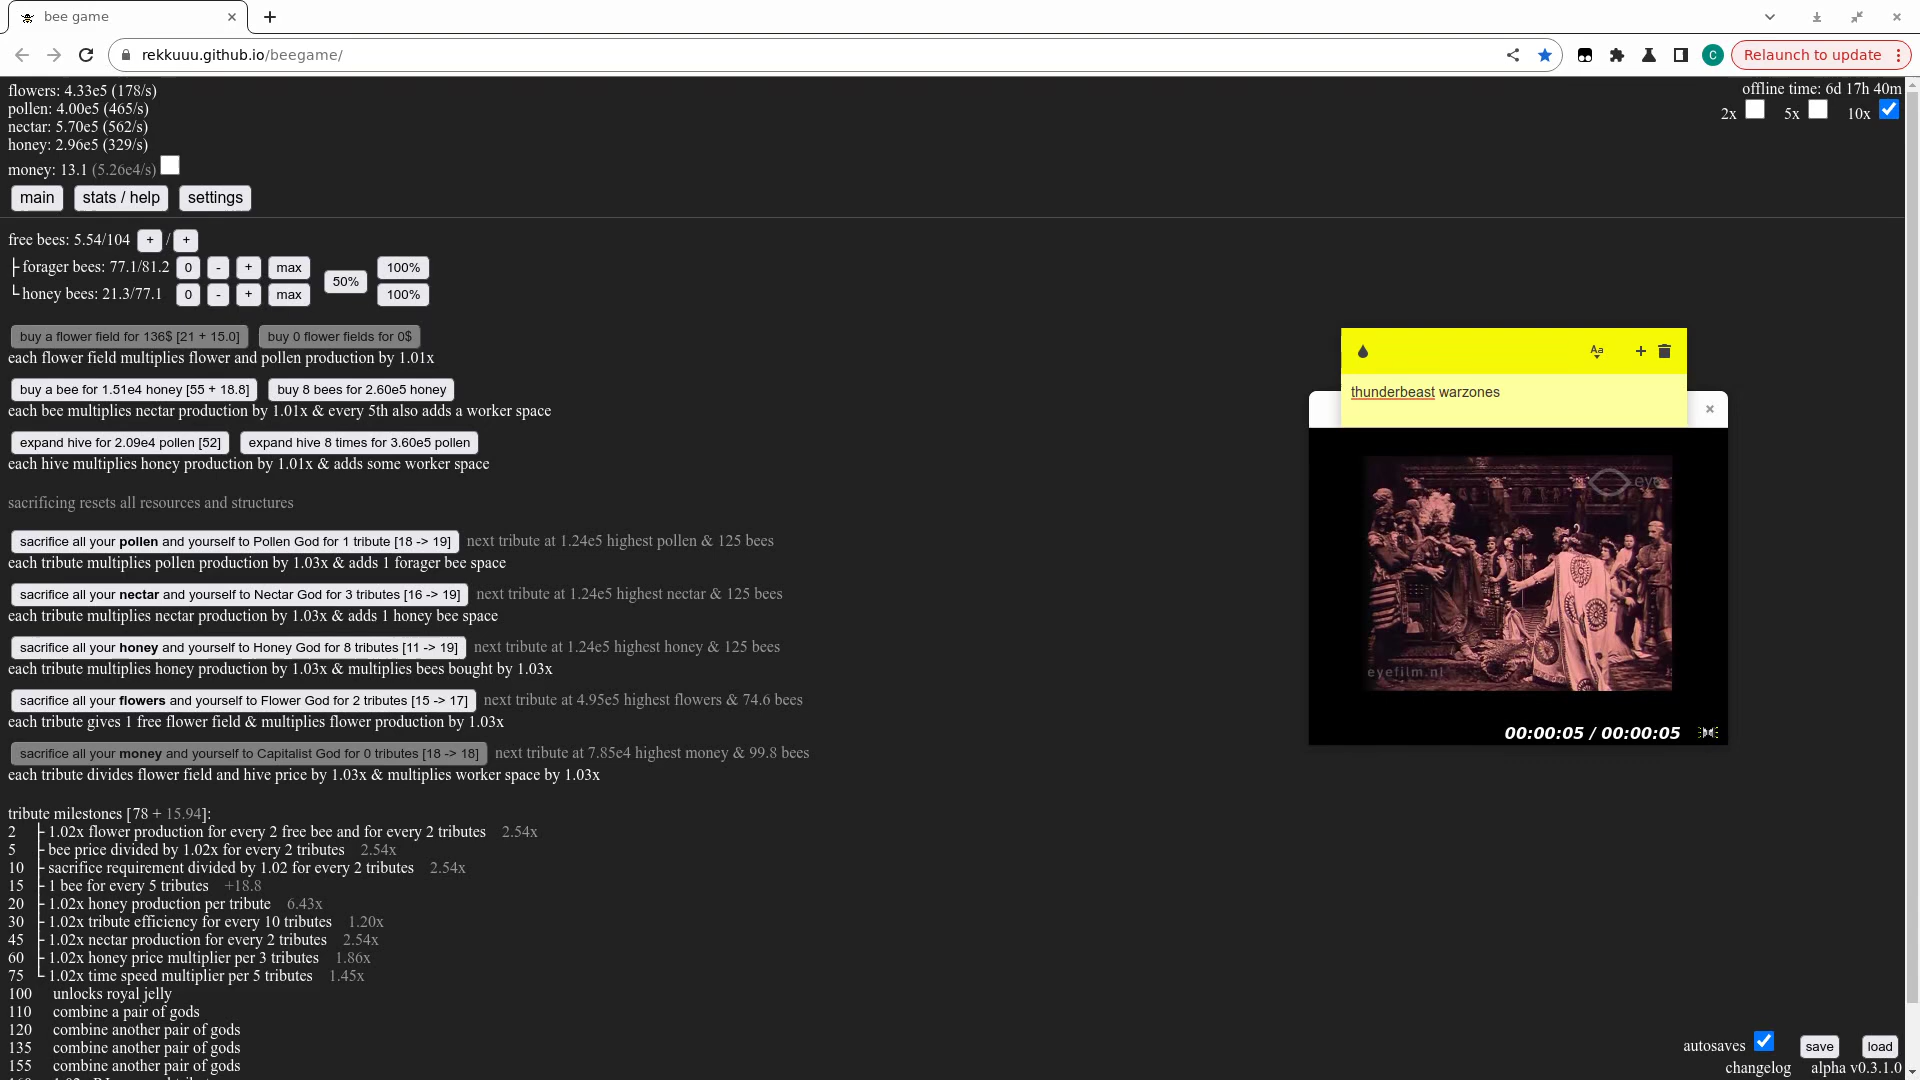 bee game
rekkuuu.github.io/beegame/
C
Relaunch to update
flowers: 4.33e5 (178/s)
pollen: 4.00e5 (465/s)
nectar: 5.70e5 (562/s)
honey: 2.96e5 (329/s)
money: 13.1 (5.26e4/s)
offline time: 6d 17h 40m
2x 5x 10x
main stats / help settings
free bees: 5.54/104 + / +
├ forager bees: 77.1/81.2 0 - + max 100%
50%
└ honey bees: 21.3/77.1 0 - + max 100%
buy a flower field for 136$ [21 + 15.0] buy 0 flower fields for 0$
each flower field multiplies flower and pollen production by 1.01x
buy a bee for 1.51e4 honey [55 + 18.8] buy 8 bees for 2.60e5 honey
each bee multiplies nectar production by 1.01x & every 5th also adds a worker space
expand hive for 2.09e4 pollen [52] expand hive 8 times for 3.60e5 pollen
each hive multiplies honey production by 1.01x & adds some worker space
sacrificing resets all resources and structures
sacrifice all your pollen and yourself to Pollen God for 1 tribute [18 -> 19] next tribute at 1.24e5 highest pollen & 125 bees
each tribute multiplies pollen production by 1.03x & adds 1 forager bee space
sacrifice all your nectar and yourself to Nectar God for 3 tributes [16 -> 19] next tribute at 1.24e5 highest nectar & 125 bees
each tribute multiplies nectar production by 1.03x & adds 1 honey bee space
sacrifice all your honey and yourself to Honey God for 8 tributes [11 -> 19] next tribute at 1.24e5 highest honey & 125 bees
each tribute multiplies honey production by 1.03x & multiplies bees bought by 1.03x
sacrifice all your flowers and yourself to Flower God for 2 tributes [15 -> 17] next tribute at 4.95e5 highest flowers & 74.6 bees
each tribute gives 1 free flower field & multiplies flower production by 1.03x
sacrifice all your money and yourself to Capitalist God for 0 tributes [18 -> 18] next tribute at 7.85e4 highest money & 99.8 bees
each tribute divides flower field and hive price by 1.03x & multiplies worker space by 1.03x
tribute milestones [78 + 15.94]:
2 ├ 1.02x flower production for every 2 free bee and for every 2 tributes 2.54x
5 ├ bee price divided by 1.02x for every 2 tributes 2.54x
10 ├ sacrifice requirement divided by 1.02 for every 2 tributes 2.54x
15 ├ 1 bee for every 5 tributes +18.8
20 ├ 1.02x honey production per tribute 6.43x
30 ├ 1.02x tribute efficiency for every 10 tributes 1.20x
45 ├ 1.02x nectar production for every 2 tributes 2.54x
60 ├ 1.02x honey price multiplier per 3 tributes 1.86x
75 └ 1.02x time speed multiplier per 5 tributes 1.45x
100 unlocks royal jelly
110 combine a pair of gods
120 combine another pair of gods
135 combine another pair of gods
155 combine another pair of gods
Aa
thunderbeast warzones
eye
eyefilm.nl
00:00:05 / 00:00:05
autosaves save load
changelog alpha v0.3.1.0